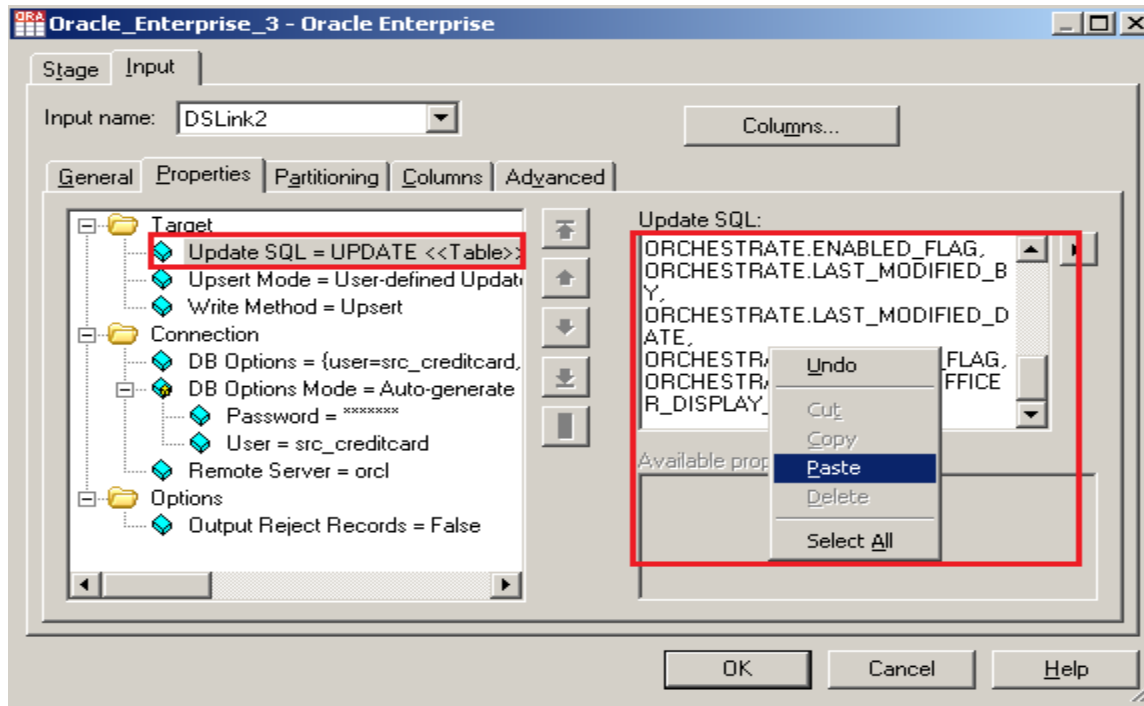 ORA Oracle_Enterprise_3 - Oracle Enterprise
Stage Input
Input name: DSLink2 Columns...
General Properties Partitioning Columns Advanced
Target
Update SQL = UPDATE <<Table>>
Upsert Mode = User-defined Updat
Write Method = Upsert
Connection
DB Options = {user=src_creditcard,
DB Options Mode = Auto-generate
Password = *******
User = src_creditcard
Remote Server = orcl
Options
Output Reject Records = False
Update SQL:
ORCHESTRATE.ENABLED_FLAG,
ORCHESTRATE.LAST_MODIFIED_B
Y,
ORCHESTRATE.LAST_MODIFIED_D
ATE,
ORCHESTRA _FLAG,
ORCHESTR FFICE
R_DISPLAY_
Available prop
Undo
Cut
Copy
Paste
Delete
Select All
OK Cancel Help